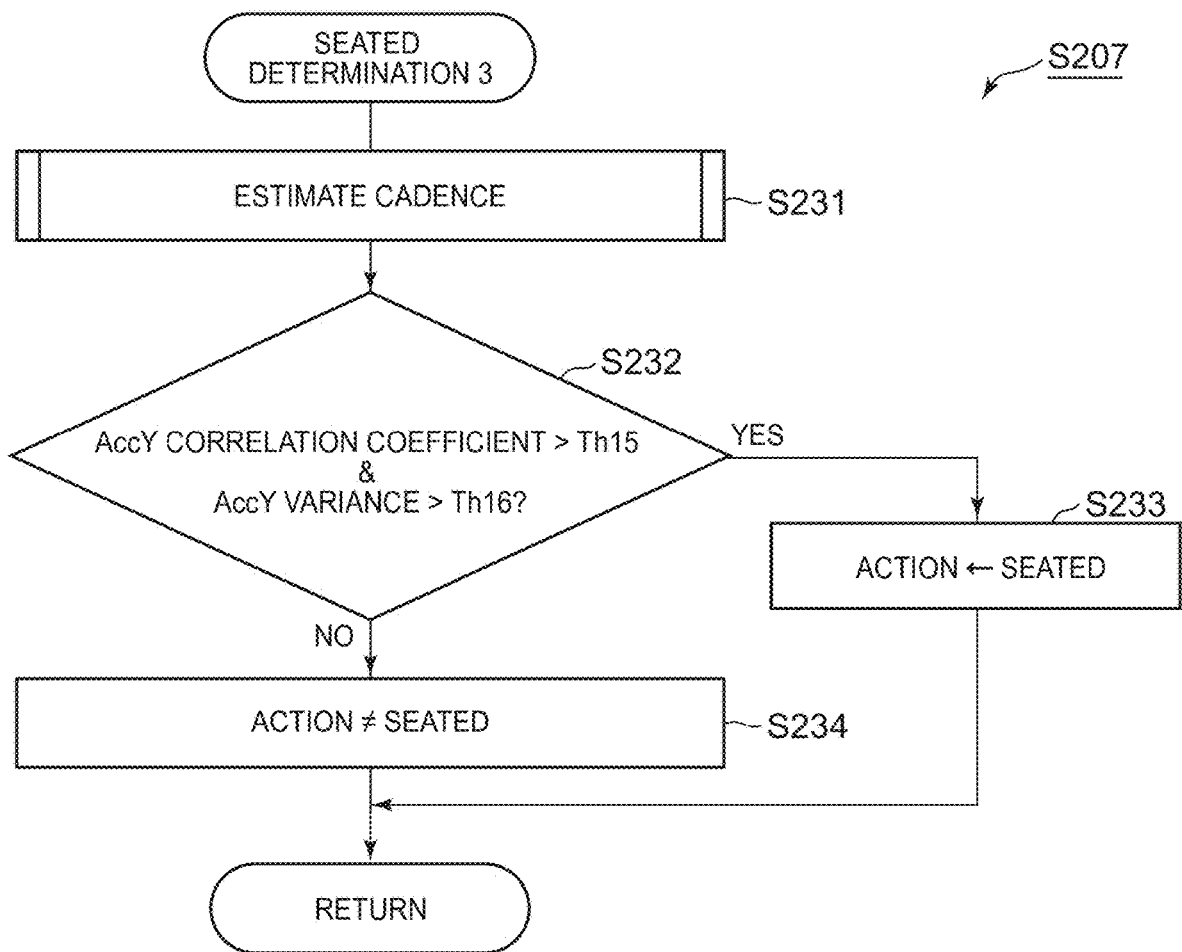 SEATED
DETERMINATION 3
S207
ESTIMATE CADENCE
S231
S232
AccY CORRELATION COEFFICIENT > Th15
&
AccY VARIANCE > Th16?
YES
S233
ACTION ← SEATED
NO
ACTION ≠ SEATED
S234
RETURN